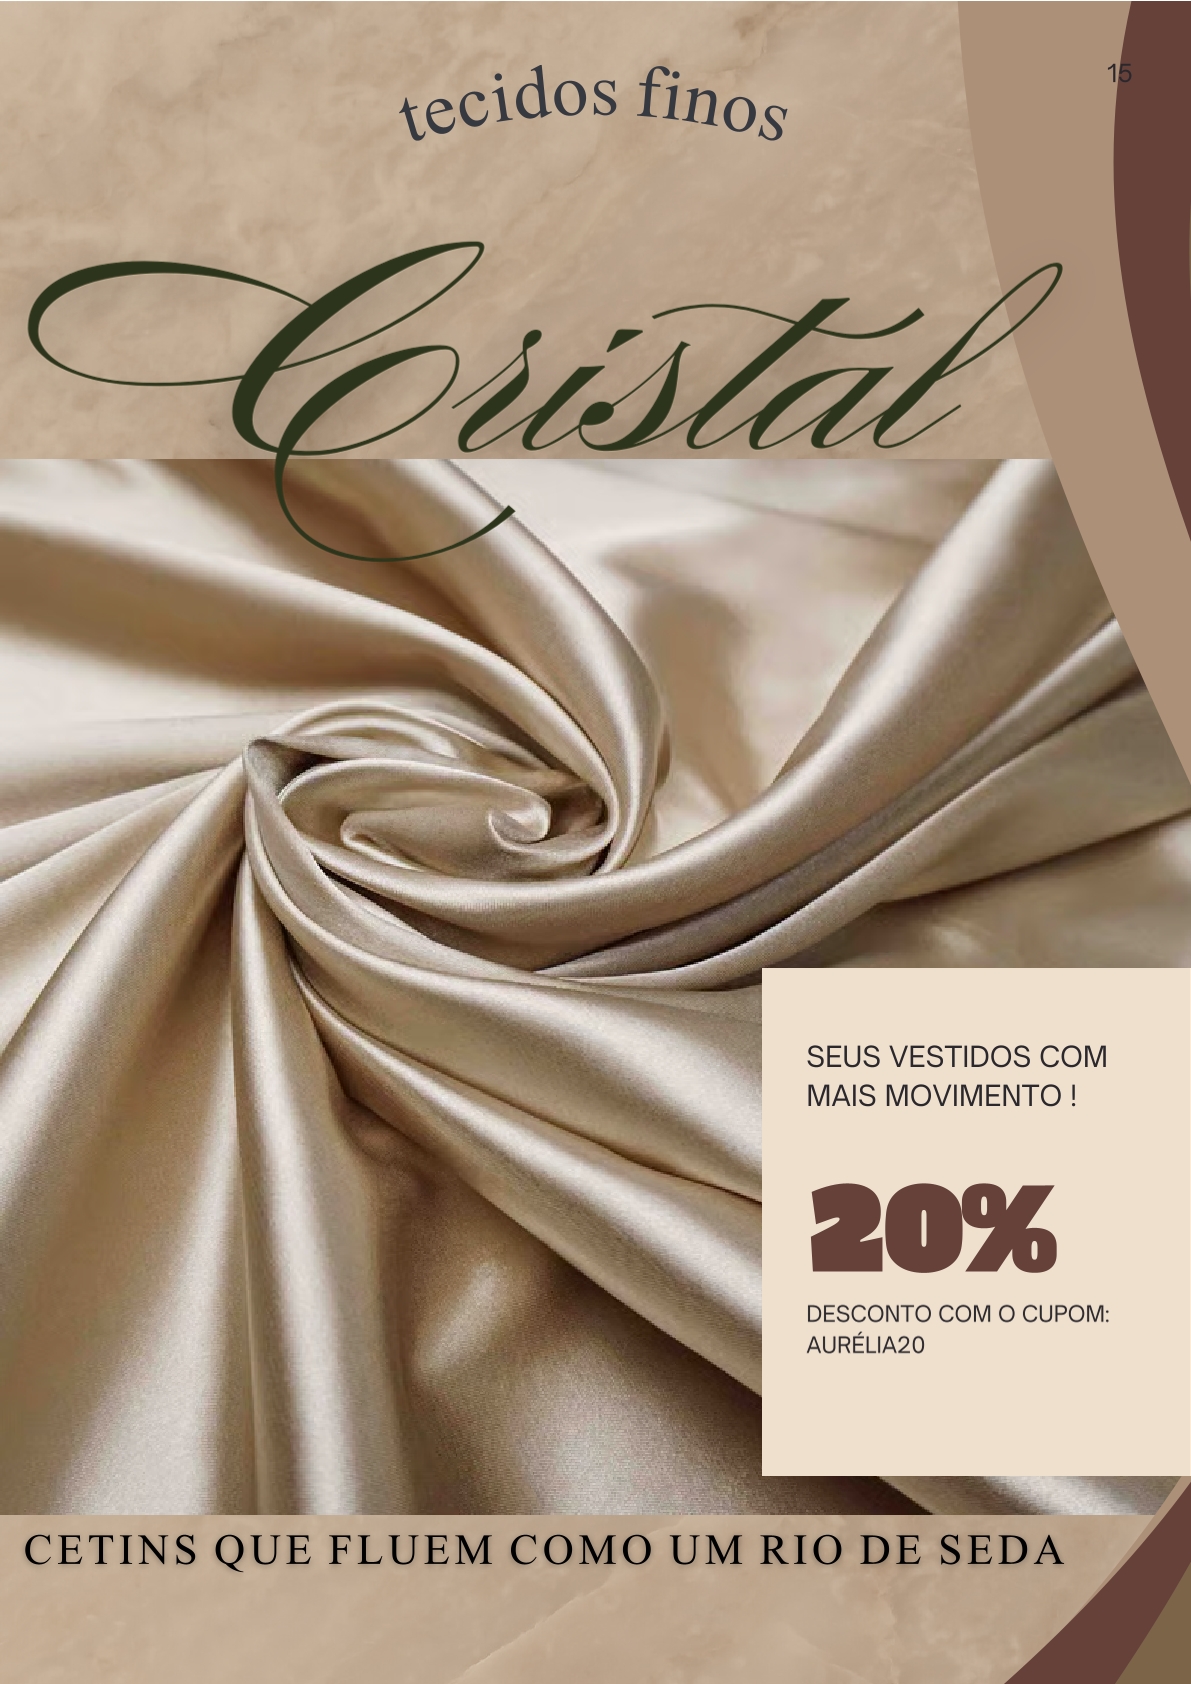 15
tecidos finos
Cristal
SEUS VESTIDOS COM
MAIS MOVIMENTO !
20%
DESCONTO COM O CUPOM:
AURÉLIA20
CETINS QUE FLUEM COMO UM RIO DE SEDA